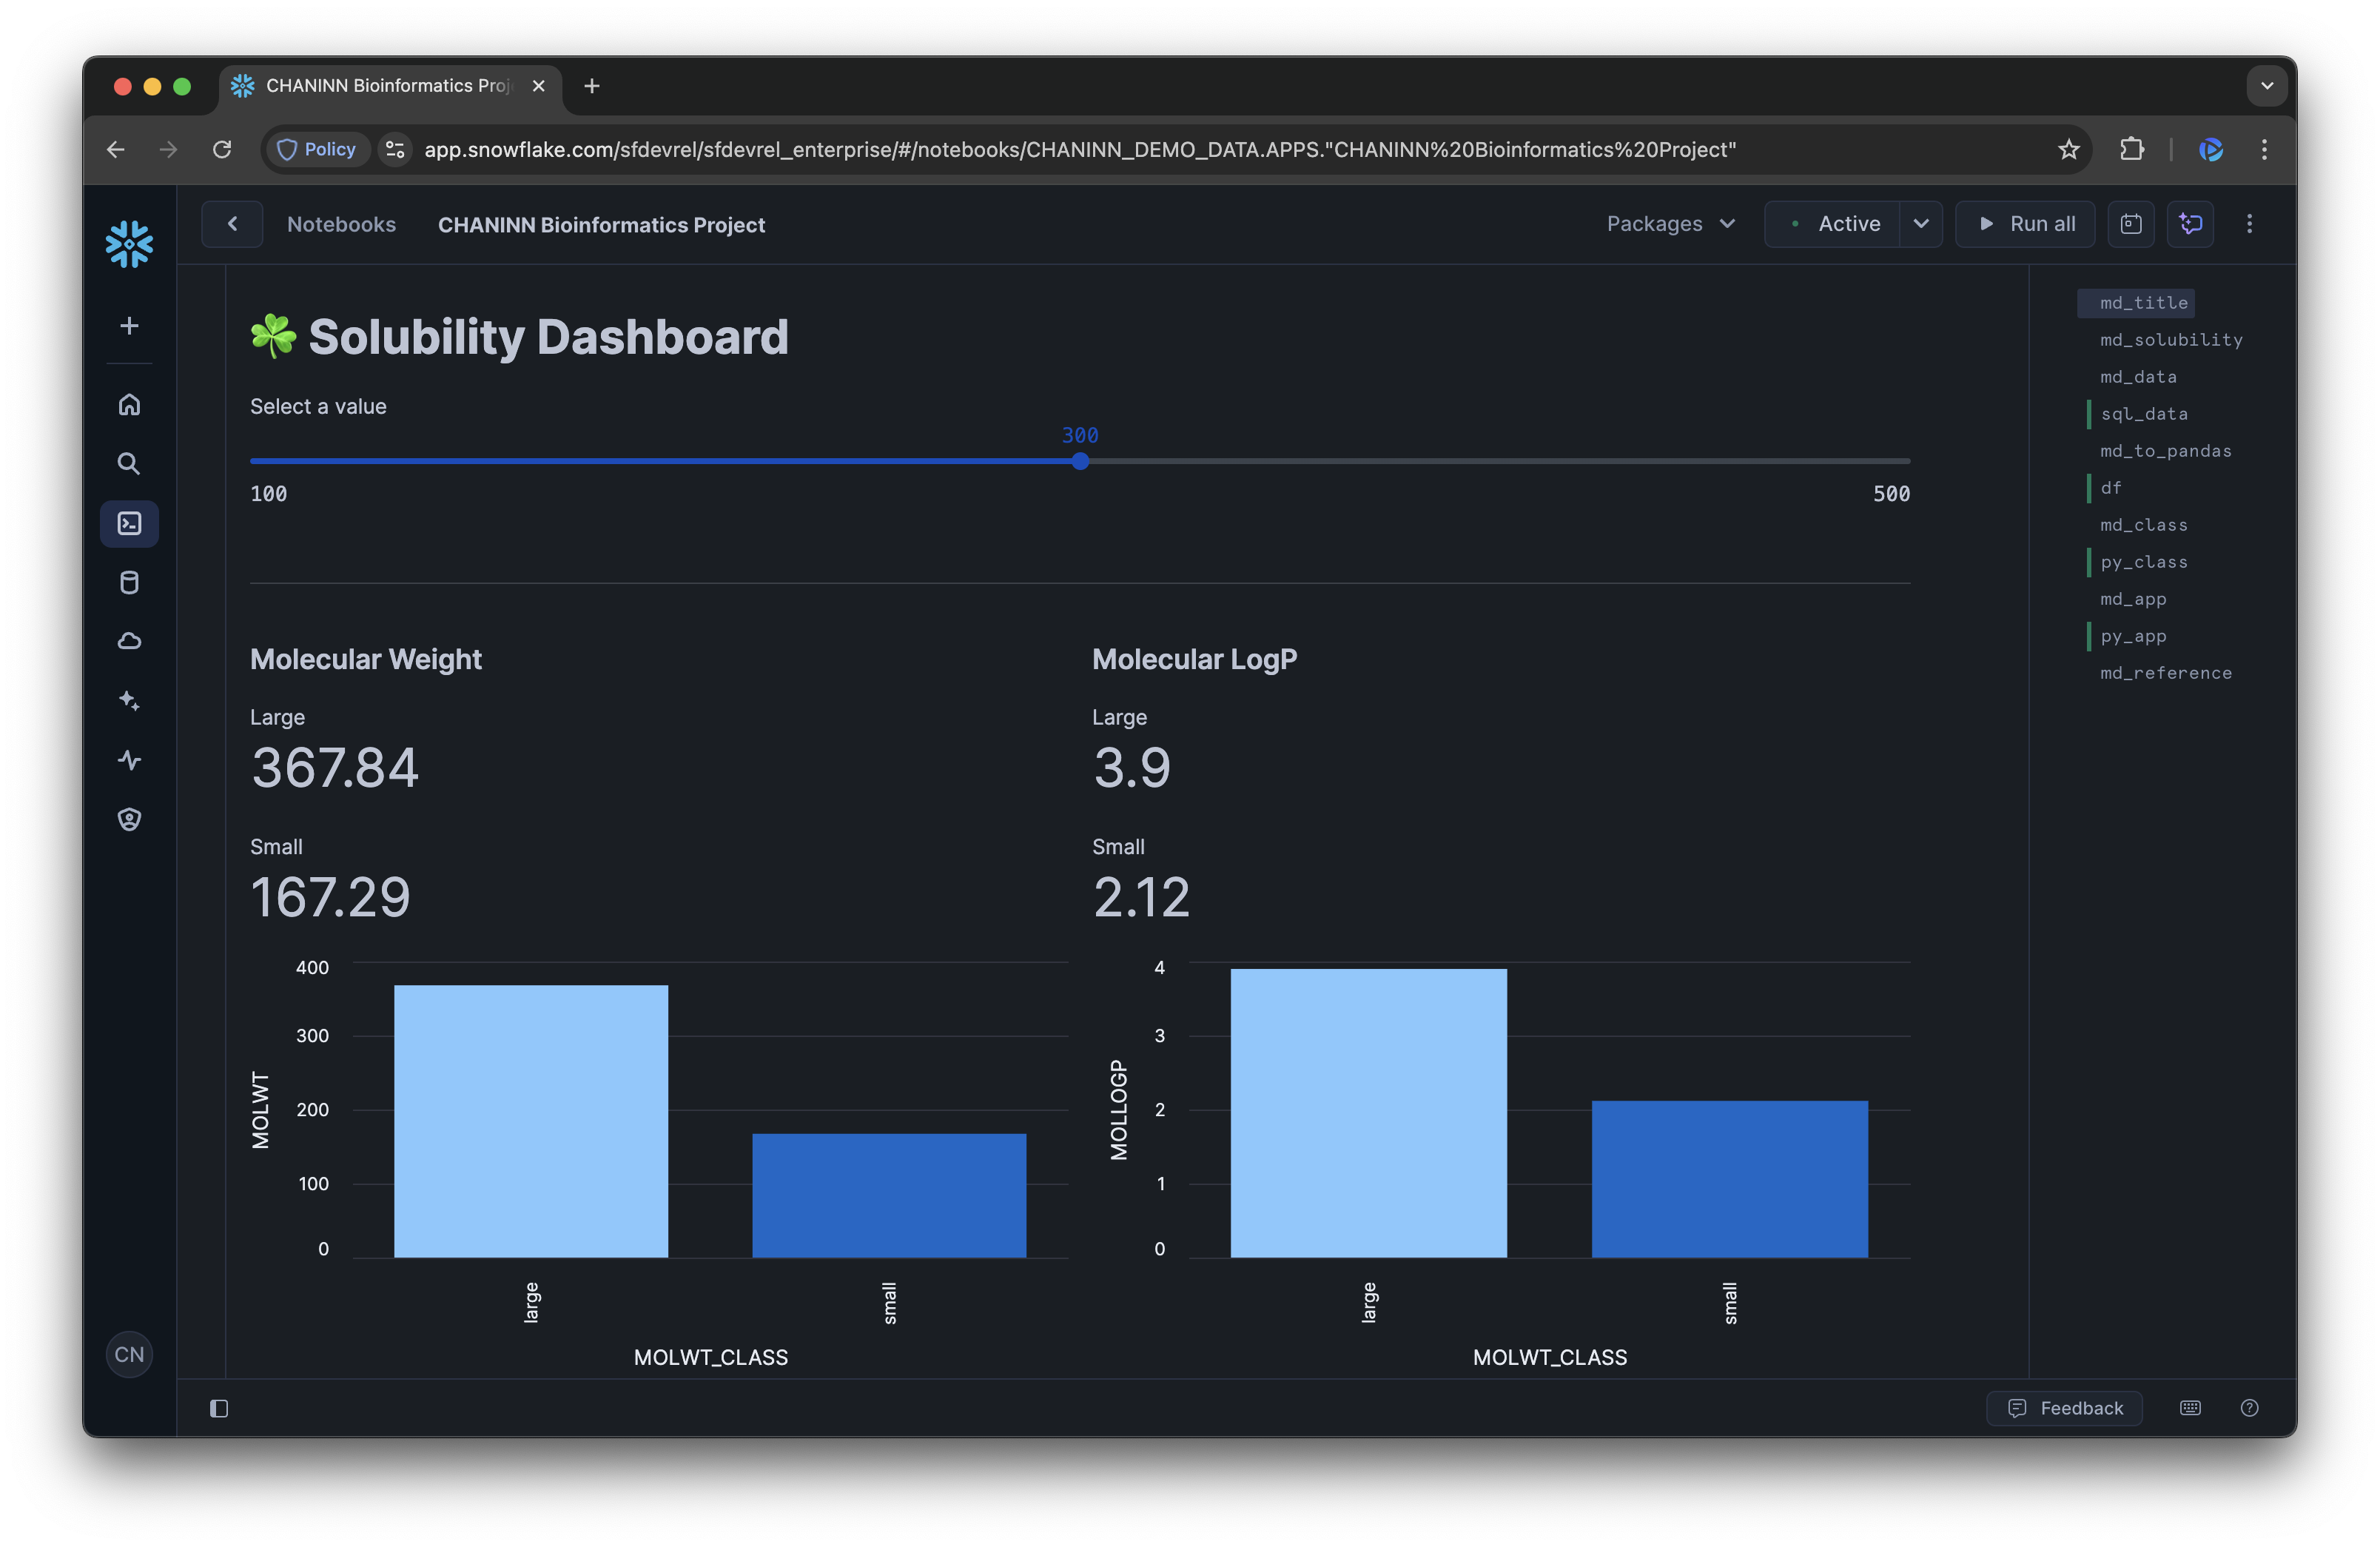 CHANINN Bioinformatics Proj
Policy
app.snowflake.com/sfdevrel/sfdevrel_enterprise/#/notebooks/CHANINN_DEMO_DATA.APPS."CHANINN%20Bioinformatics%20Project"
Notebooks
CHANINN Bioinformatics Project
Packages
Active
Run all
Solubility Dashboard
Select a value
300
100
500
Molecular Weight
Large
367.84
Small
167.29
400
300
200
100
0
MOLWT
large
small
MOLWT_CLASS
Molecular LogP
Large
3.9
Small
2.12
4
3
2
1
0
MOLLOGP
large
small
MOLWT_CLASS
md_title
md_solubility
md_data
sql_data
md_to_pandas
df
md_class
py_class
md_app
py_app
md_reference
CN
Feedback